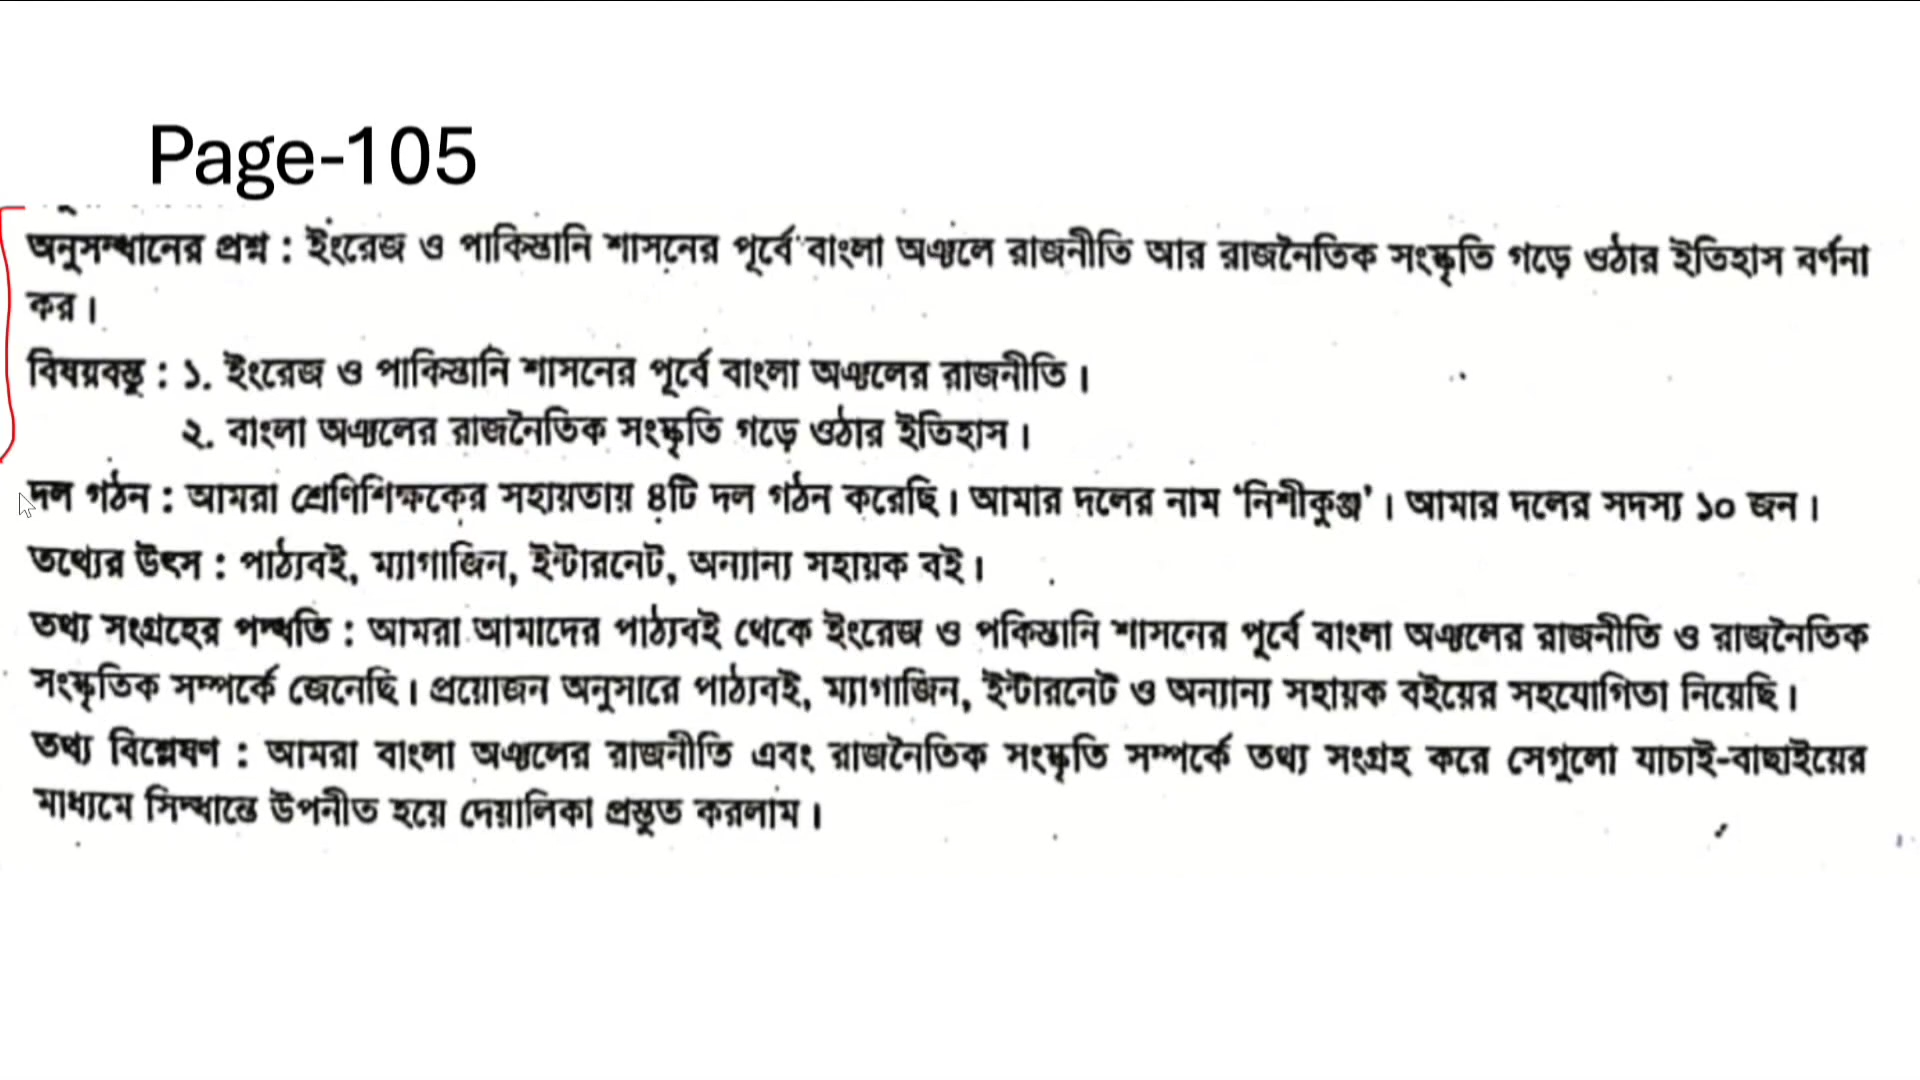 Page-105
অনুসন্ধানের প্রশ্ন : ইংরেজ ও পাকিস্তানি শাসনের পূর্বে বাংলা অঞ্চলে রাজনীতি আর রাজনৈতিক সংস্কৃতি গড়ে ওঠার ইতিহাস বর্ণনা
কর।
বিষয়বস্তু : ১. ইংরেজ ও পাকিস্তানি শাসনের পূর্বে বাংলা অঞ্চলের রাজনীতি।
২. বাংলা অঞ্চলের রাজনৈতিক সংস্কৃতি গড়ে ওঠার ইতিহাস।
দল গঠন : আমরা শ্রেণিশিক্ষকের সহায়তায় ৪টি দল গঠন করেছি। আমার দলের নাম ‘নিশীকুঞ্জ’। আমার দলের সদস্য ১০ জন।
তথ্যের উৎস : পাঠ্যবই, ম্যাগাজিন, ইন্টারনেট, অন্যান্য সহায়ক বই।
তথ্য সংগ্রহের পদ্ধতি : আমরা আমাদের পাঠ্যবই থেকে ইংরেজ ও পকিস্তানি শাসনের পূর্বে বাংলা অঞ্চলের রাজনীতি ও রাজনৈতিক
সংস্কৃতিক সম্পর্কে জেনেছি। প্রয়োজন অনুসারে পাঠ্যবই, ম্যাগাজিন, ইন্টারনেট ও অন্যান্য সহায়ক বইয়ের সহযোগিতা নিয়েছি।
তথ্য বিশ্লেষণ : আমরা বাংলা অঞ্চলের রাজনীতি এবং রাজনৈতিক সংস্কৃতি সম্পর্কে তথ্য সংগ্রহ করে সেগুলো যাচাই-বাছাইয়ের
মাধ্যমে সিদ্ধান্তে উপনীত হয়ে দেয়ালিকা প্রস্তুত করলাম।